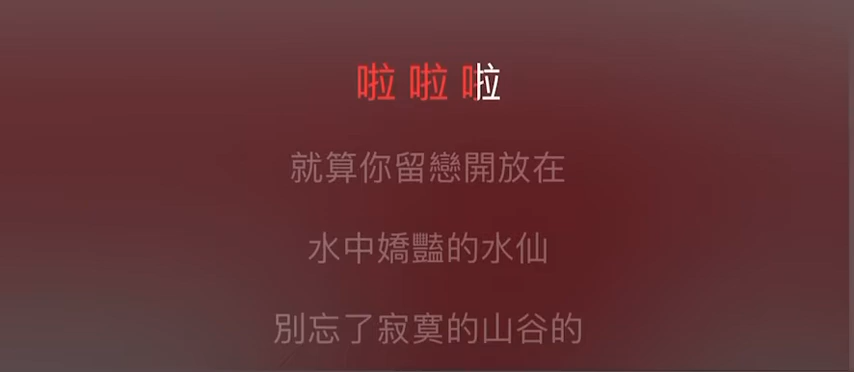 啦 啦 啦
就算你留戀開放在
水中嬌豔的水仙
別忘了寂寞的山谷的